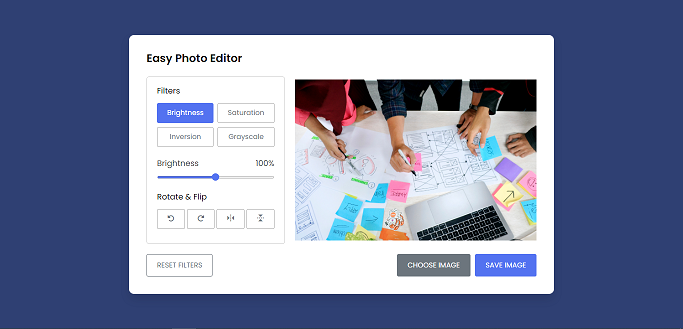 Easy Photo Editor
Filters
Brightness
Saturation
Inversion
Grayscale
Brightness 100%
Rotate & Flip
RESET FILTERS
CHOOSE IMAGE
SAVE IMAGE